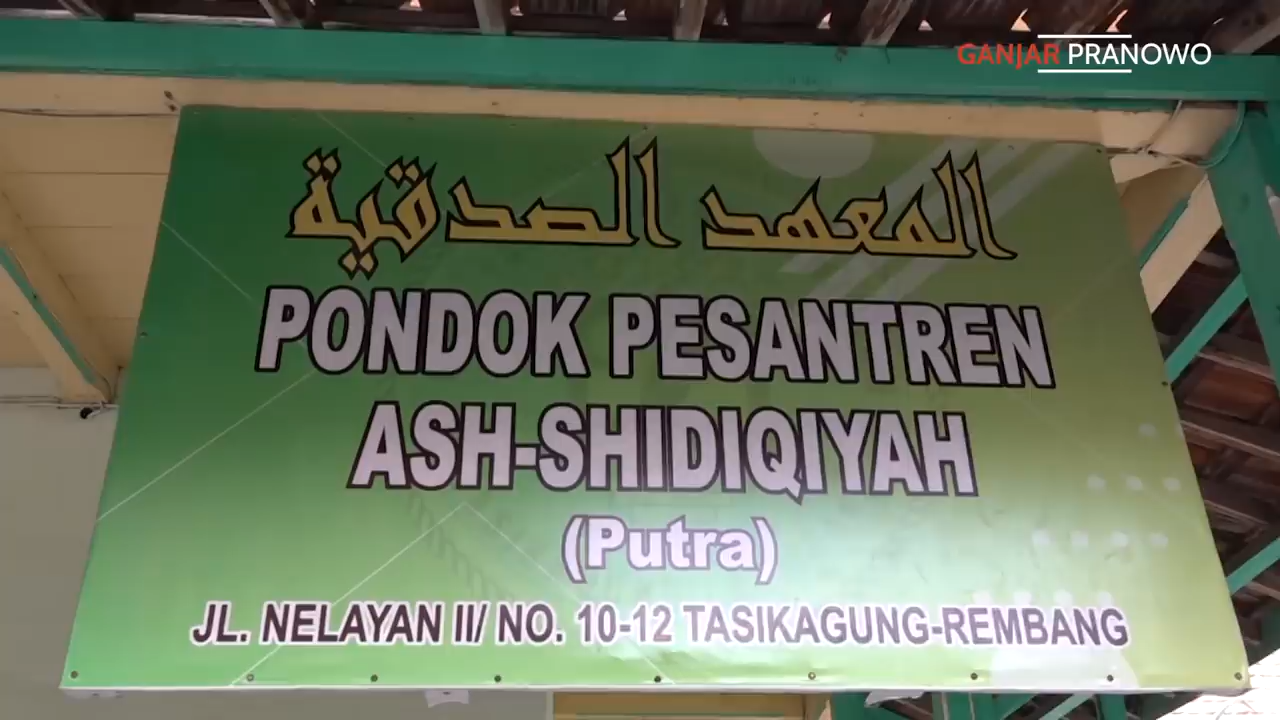 GANJAR PRANOWO
المعهد الصدقية
PONDOK PESANTREN
ASH-SHIDIQIYAH
(Putra)
JL. NELAYAN II/ NO. 10-12 TASIKAGUNG-REMBANG